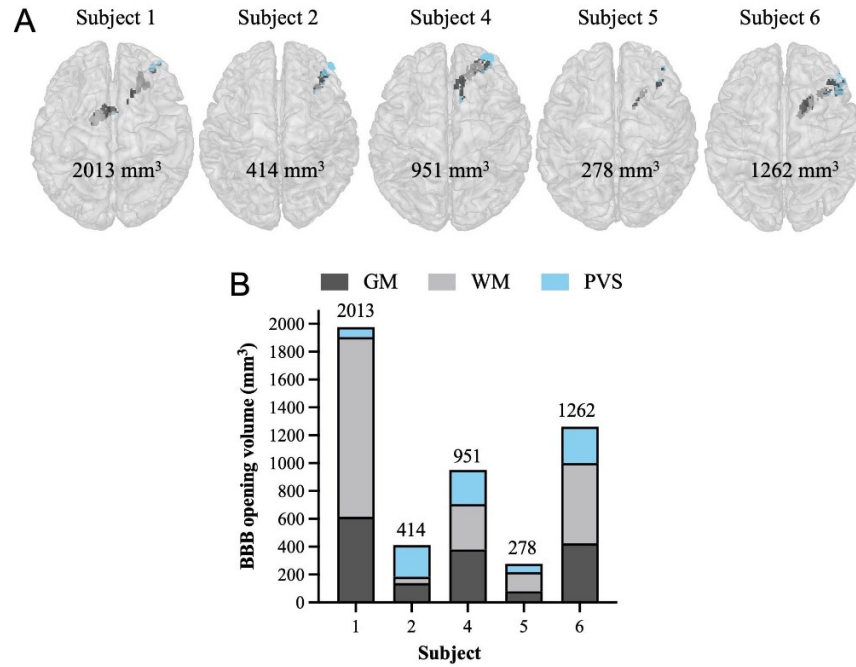 A
Subject 1 Subject 2 Subject 4 Subject 5 Subject 6
2013 mm³ 414 mm³ 951 mm³ 278 mm³ 1262 mm³
B
GM WM PVS
BBB opening volume (mm³)
2000
1800
1600
1400
1200
1000
800
600
400
200
0
2013
414
951
278
1262
1 2 4 5 6
Subject